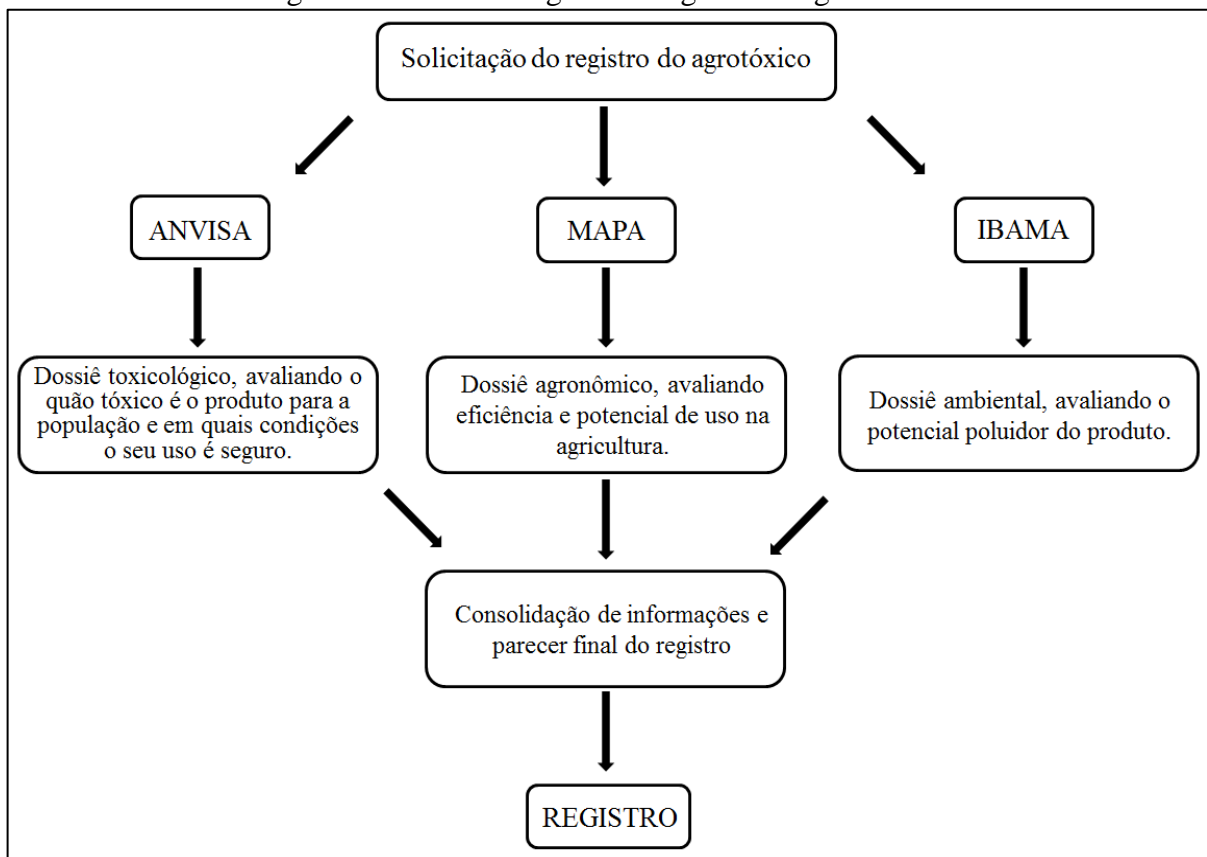 Solicitação do registro do agrotóxico
ANVISA
MAPA
IBAMA
Dossiê toxicológico, avaliando o
quão tóxico é o produto para a
população e em quais condições
o seu uso é seguro.
Dossiê agronômico, avaliando
eficiência e potencial de uso na
agricultura.
Dossiê ambiental, avaliando o
potencial poluidor do produto.
Consolidação de informações e
parecer final do registro
REGISTRO